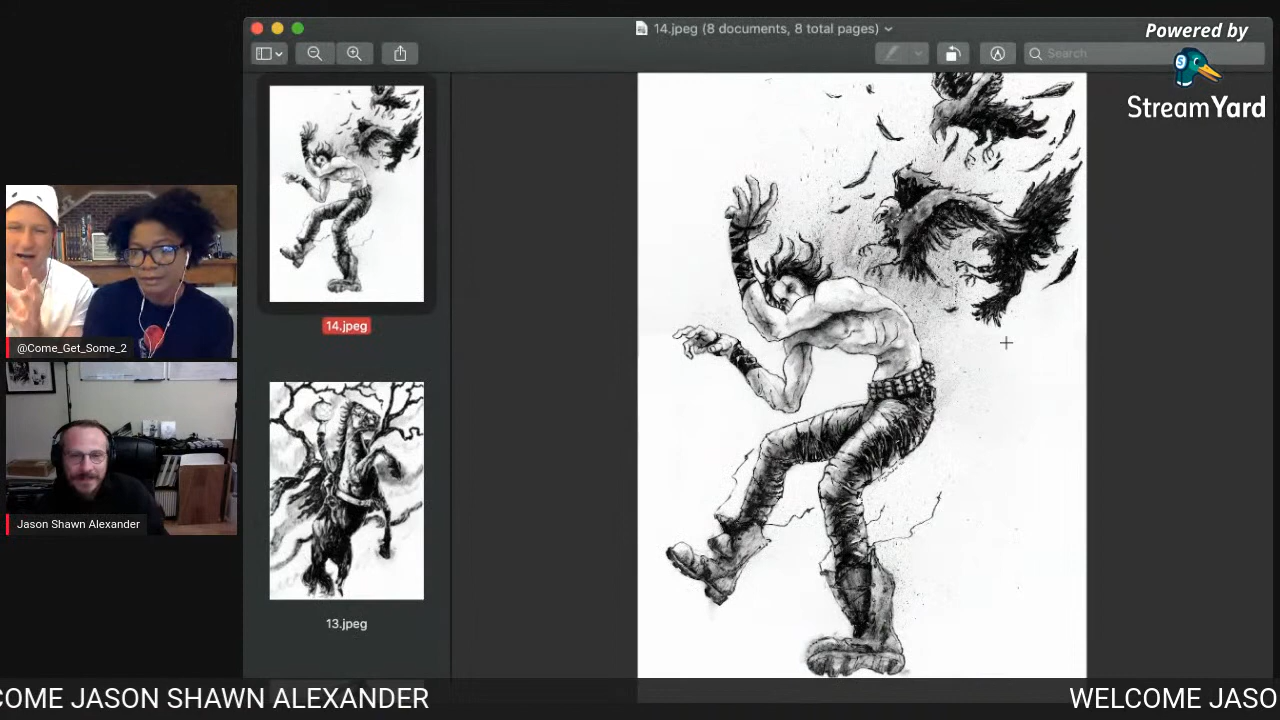 14.jpeg (8 documents, 8 total pages)
Search
Powered by
StreamYard
14.jpeg
13.jpeg
@Come_Get_Some_2
Jason Shawn Alexander
COME JASON SHAWN ALEXANDER
WELCOME JASO